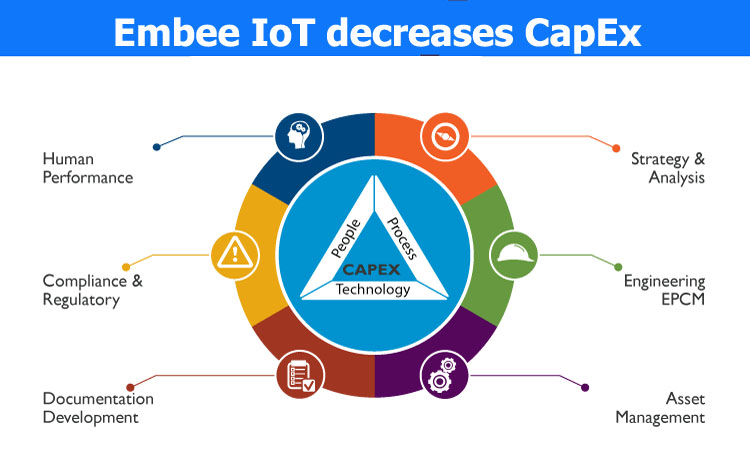 Embee IoT decreases CapEx
Human
Performance
Strategy &
Analysis
People
Process
CAPEX
Technology
Compliance &
Regulatory
Engineering
EPCM
Documentation
Development
Asset
Management